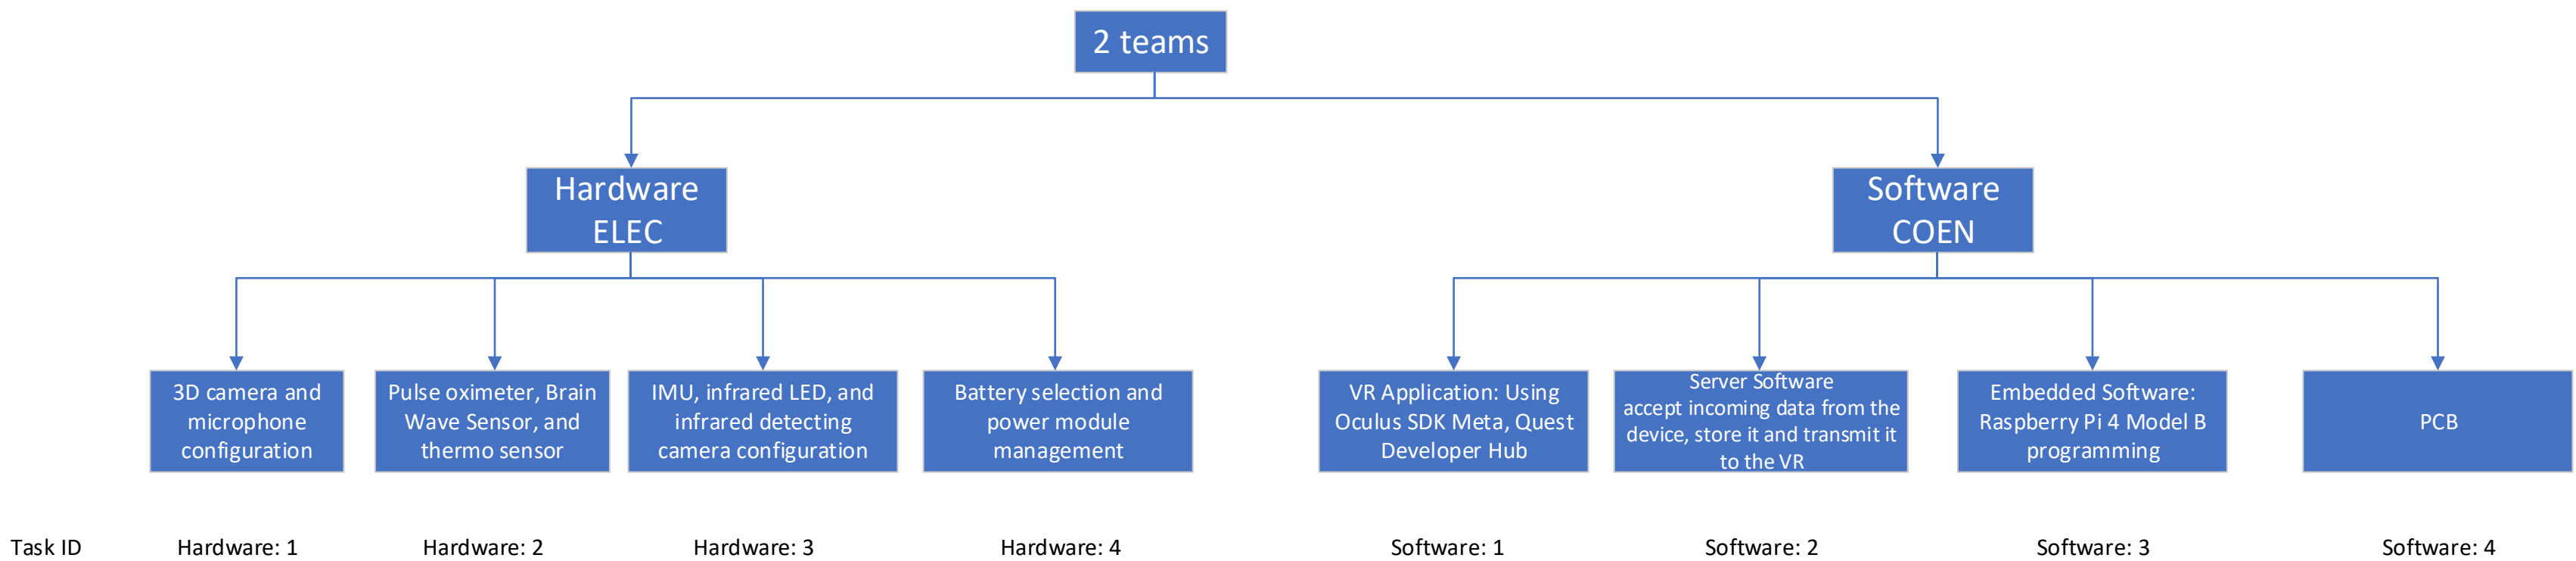 2 teams
Hardware
ELEC
Software
COEN
3D camera and
microphone
configuration
Pulse oximeter, Brain
Wave Sensor, and
thermo sensor
IMU, infrared LED, and
infrared detecting
camera configuration
Battery selection and
power module
management
VR Application: Using
Oculus SDK Meta, Quest
Developer Hub
Server Software
accept incoming data from the
device, store it and transmit it
to the VR
Embedded Software:
Raspberry Pi 4 Model B
programming
PCB
Task ID
Hardware: 1
Hardware: 2
Hardware: 3
Hardware: 4
Software: 1
Software: 2
Software: 3
Software: 4